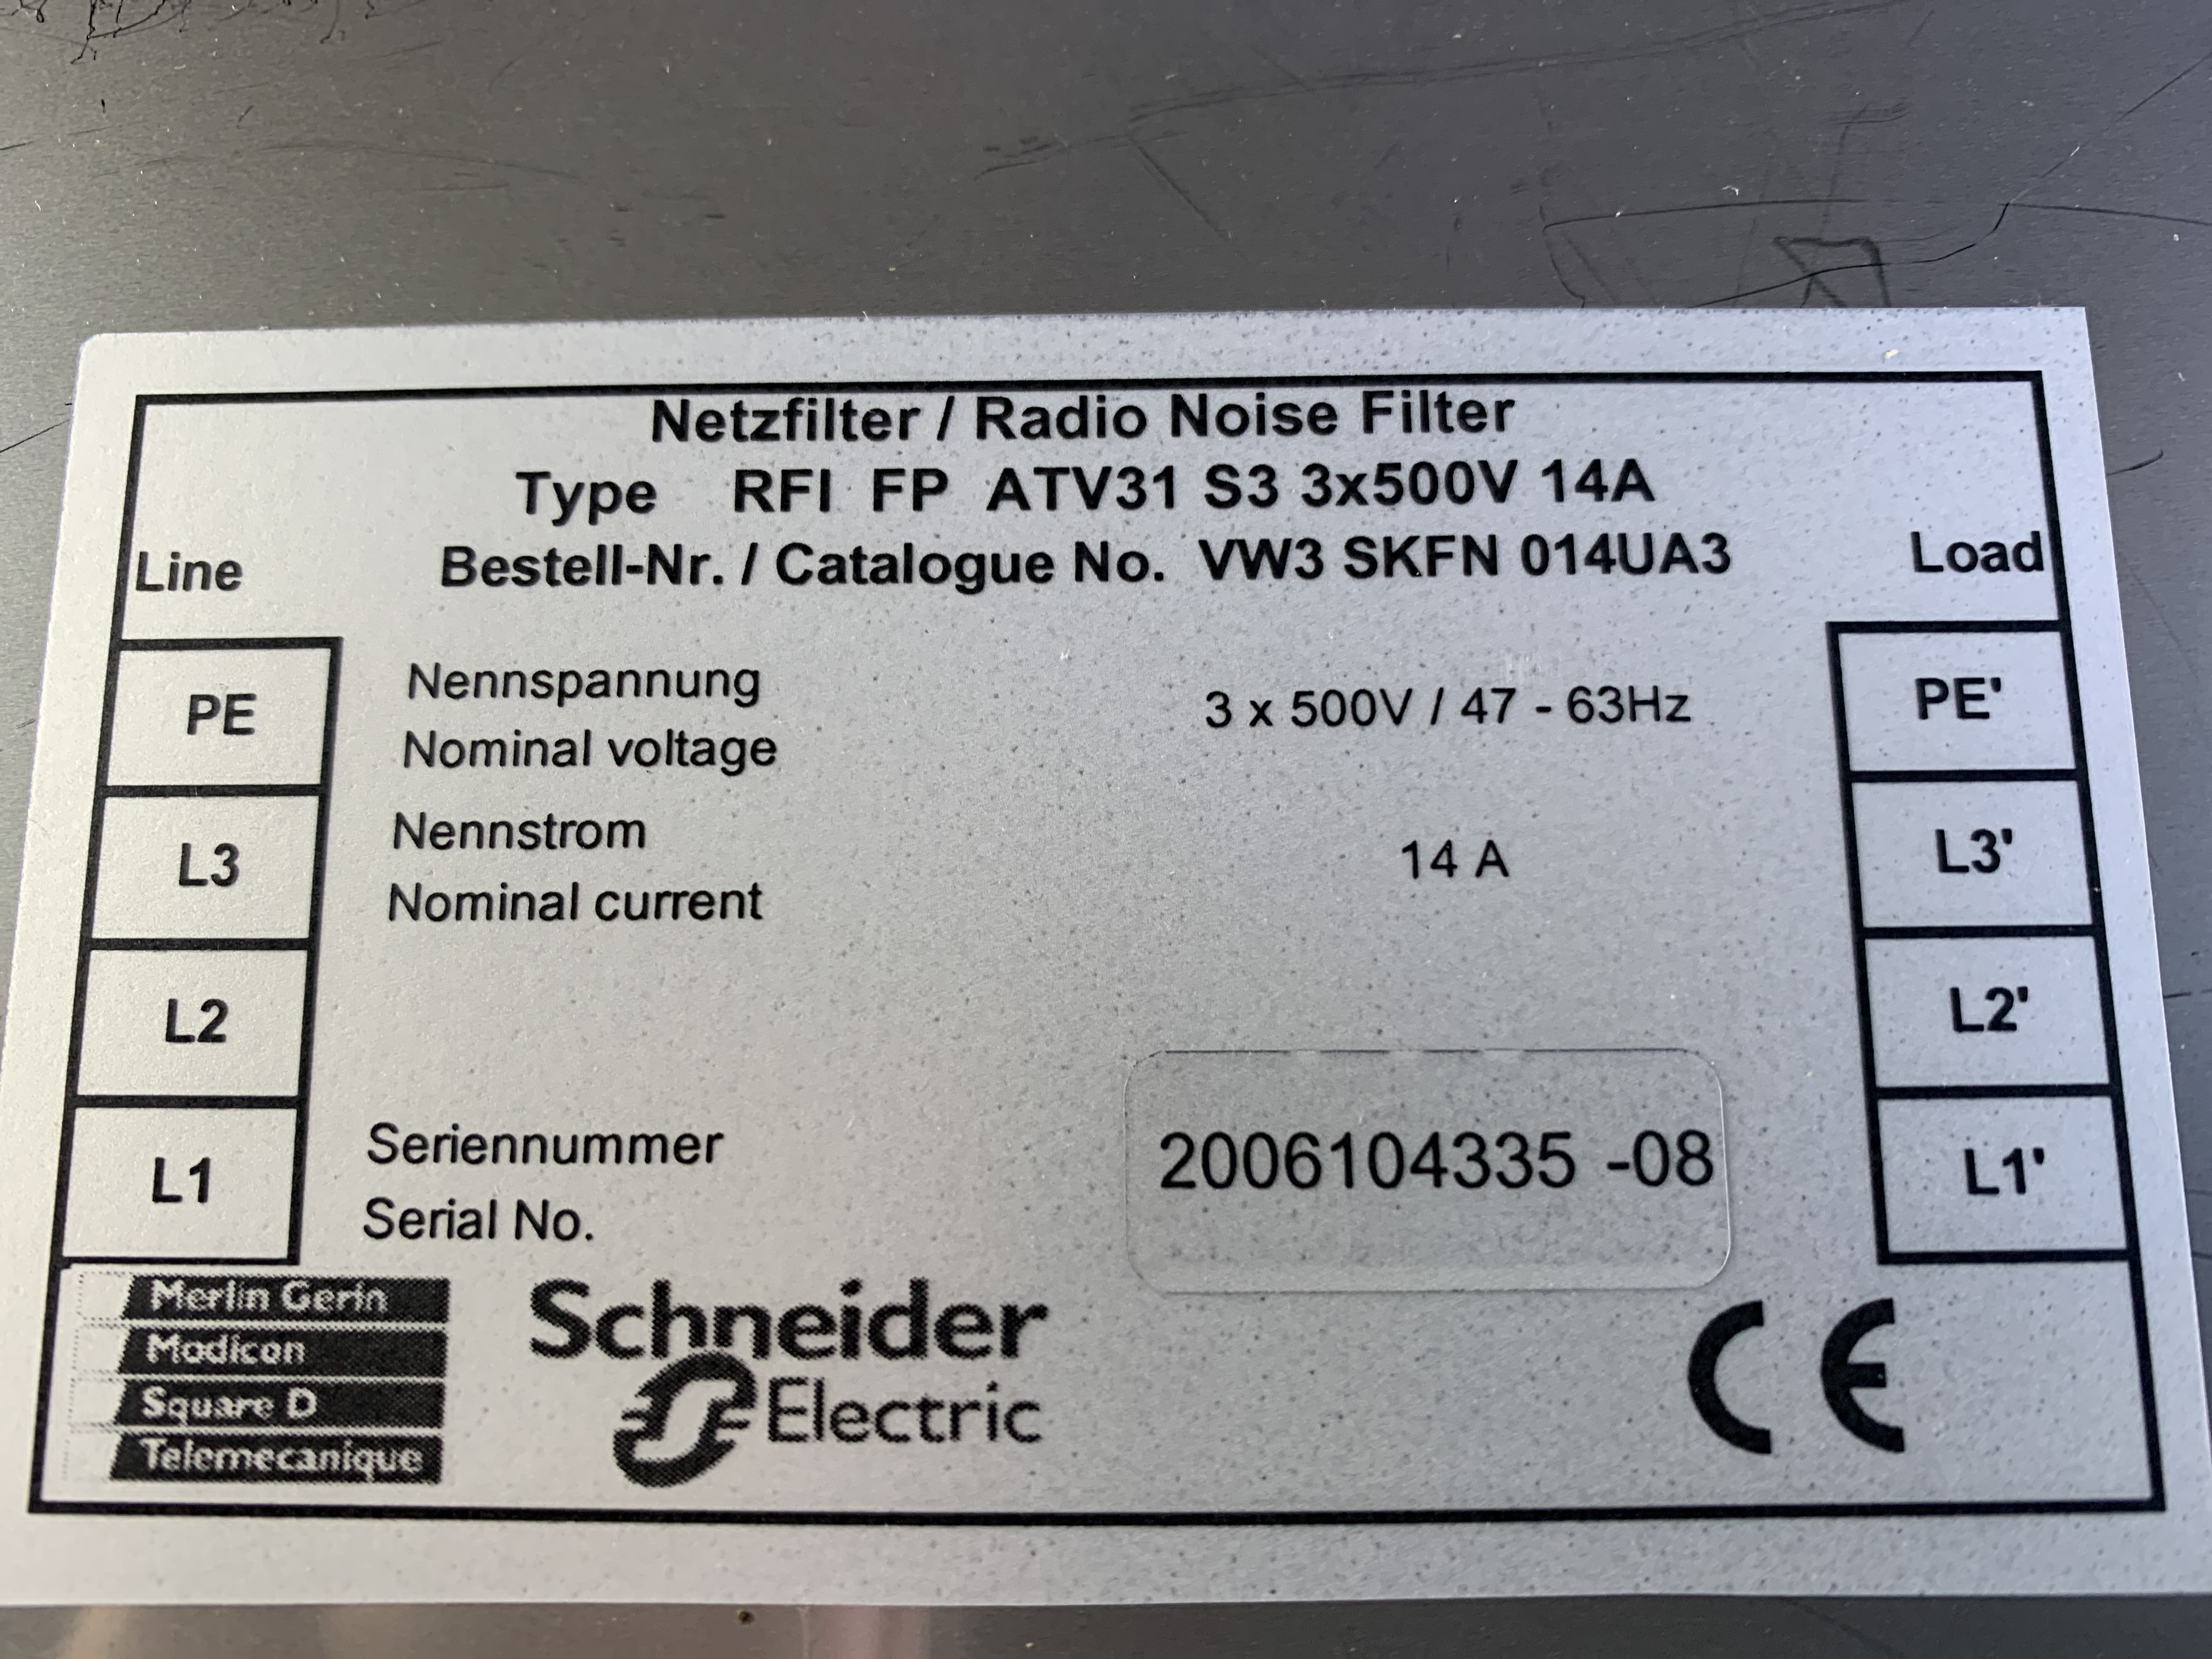 Netzfilter / Radio Noise Filter
Type RFI FP ATV31 S3 3x500V 14A
Line
Bestell-Nr. / Catalogue No. VW3 SKFN 014UA3
Load
PE
Nennspannung
Nominal voltage
3 x 500V / 47 - 63Hz
PE'
L3
Nennstrom
Nominal current
14 A
L3'
L2
L2'
L1
Seriennummer
Serial No.
2006104335 -08
L1'
Merlin Gerin
Modicon
Square D
Telemecanique
Schneider
Electric
CE